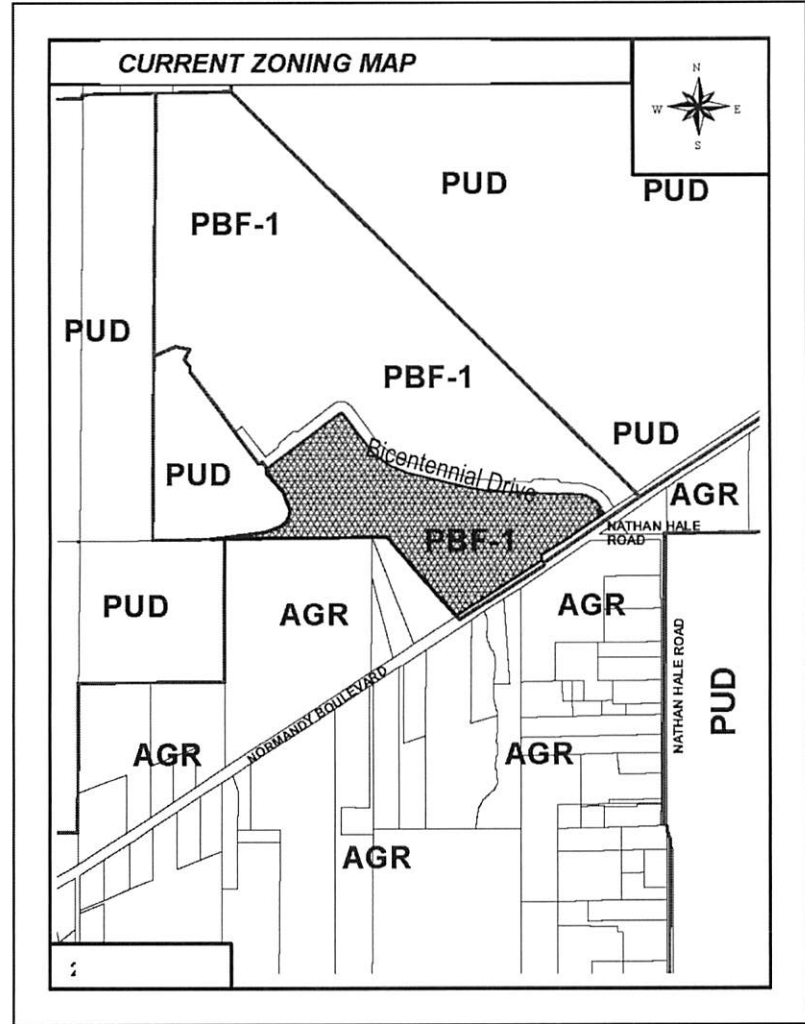 CURRENT ZONING MAP
N
W E
S
PUD
PUD
PBF-1
PUD
PBF-1
PUD
Bicentennial Drive
PUD
AGR
NATHAN HALE
ROAD
PBF-1
PUD
AGR
AGR
NATHAN HALE ROAD
PUD
NORMANDY BOULEVARD
AGR
AGR
AGR